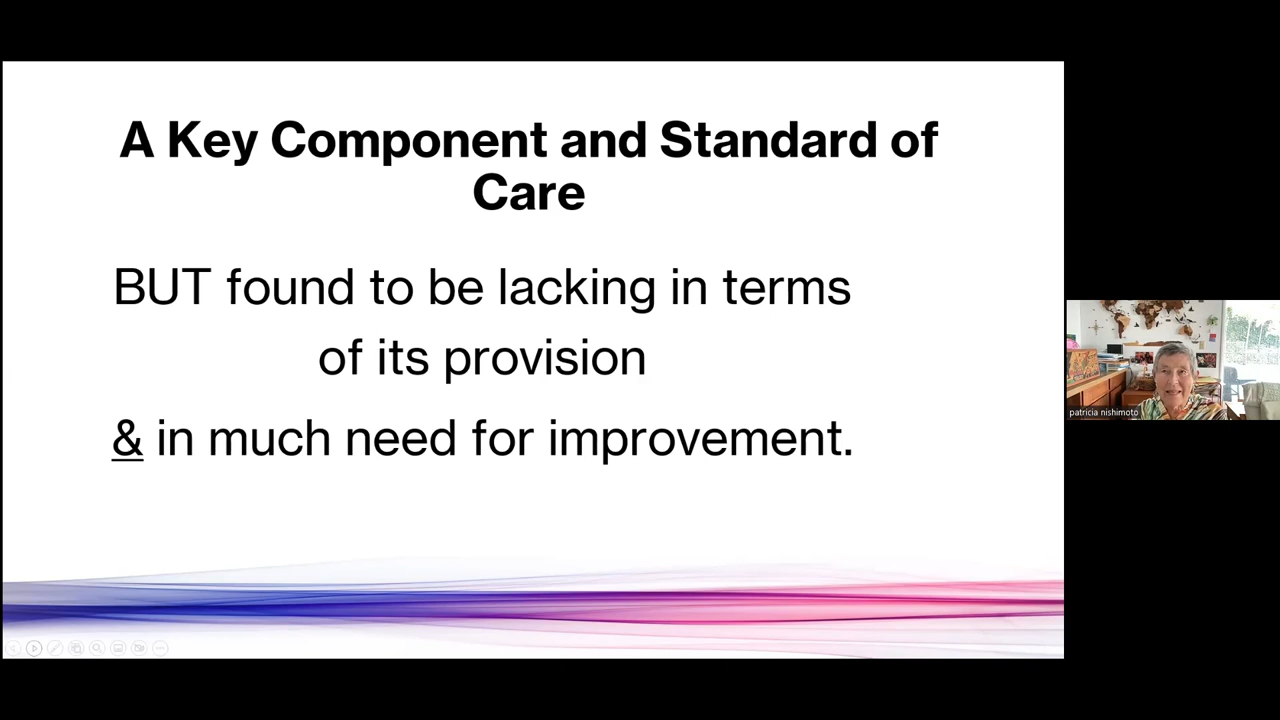 A Key Component and Standard of
Care
BUT found to be lacking in terms
of its provision
& in much need for improvement.
patricia nishimoto